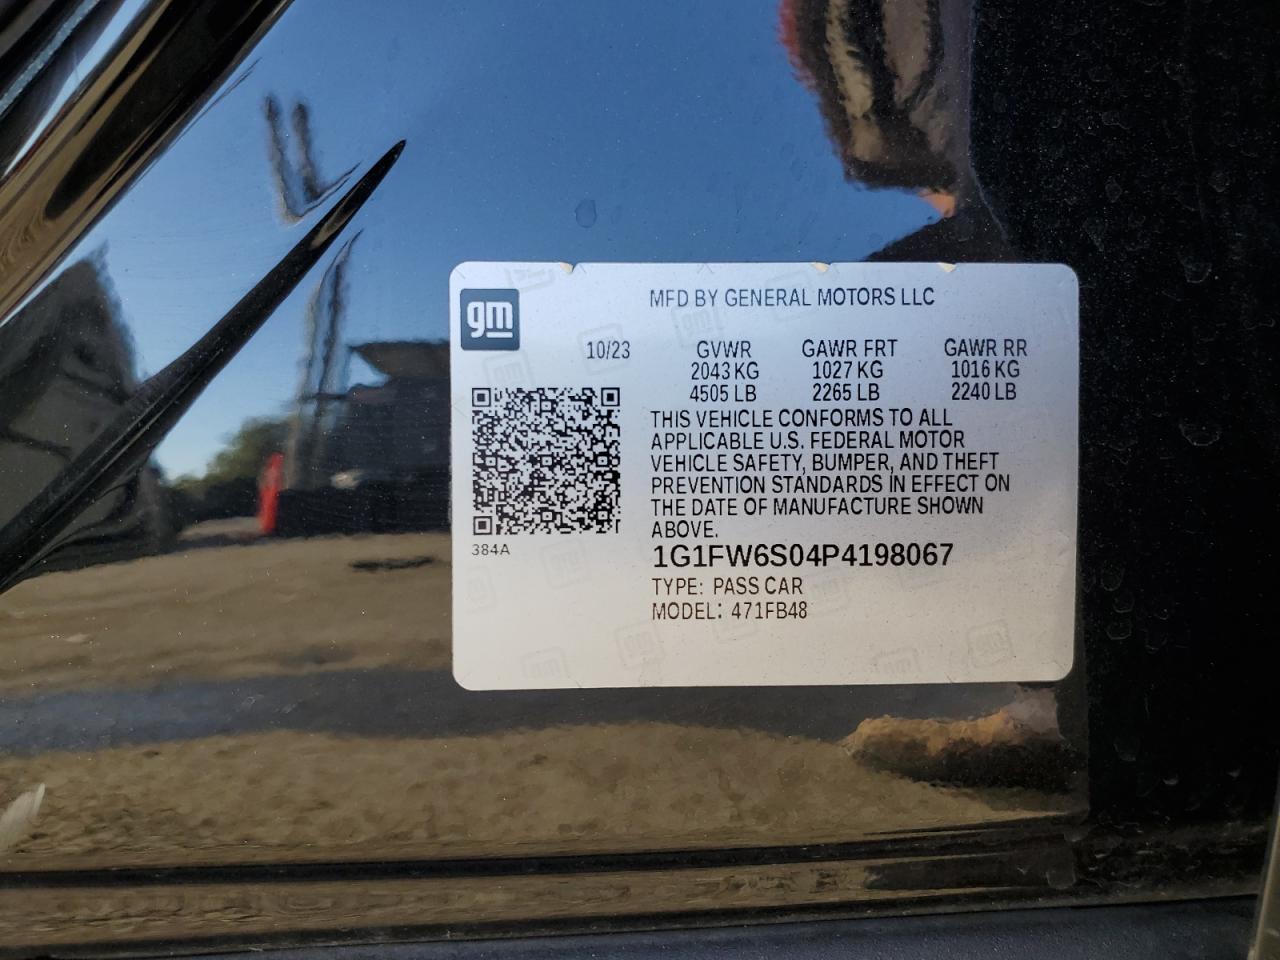 gm
MFD BY GENERAL MOTORS LLC
10/23
GVWR GAWR FRT GAWR RR
2043 KG 1027 KG 1016 KG
4505 LB 2265 LB 2240 LB
THIS VEHICLE CONFORMS TO ALL
APPLICABLE U.S. FEDERAL MOTOR
VEHICLE SAFETY, BUMPER, AND THEFT
PREVENTION STANDARDS IN EFFECT ON
THE DATE OF MANUFACTURE SHOWN
ABOVE.
384A
1G1FW6S04P4198067
TYPE: PASS CAR
MODEL: 471FB48